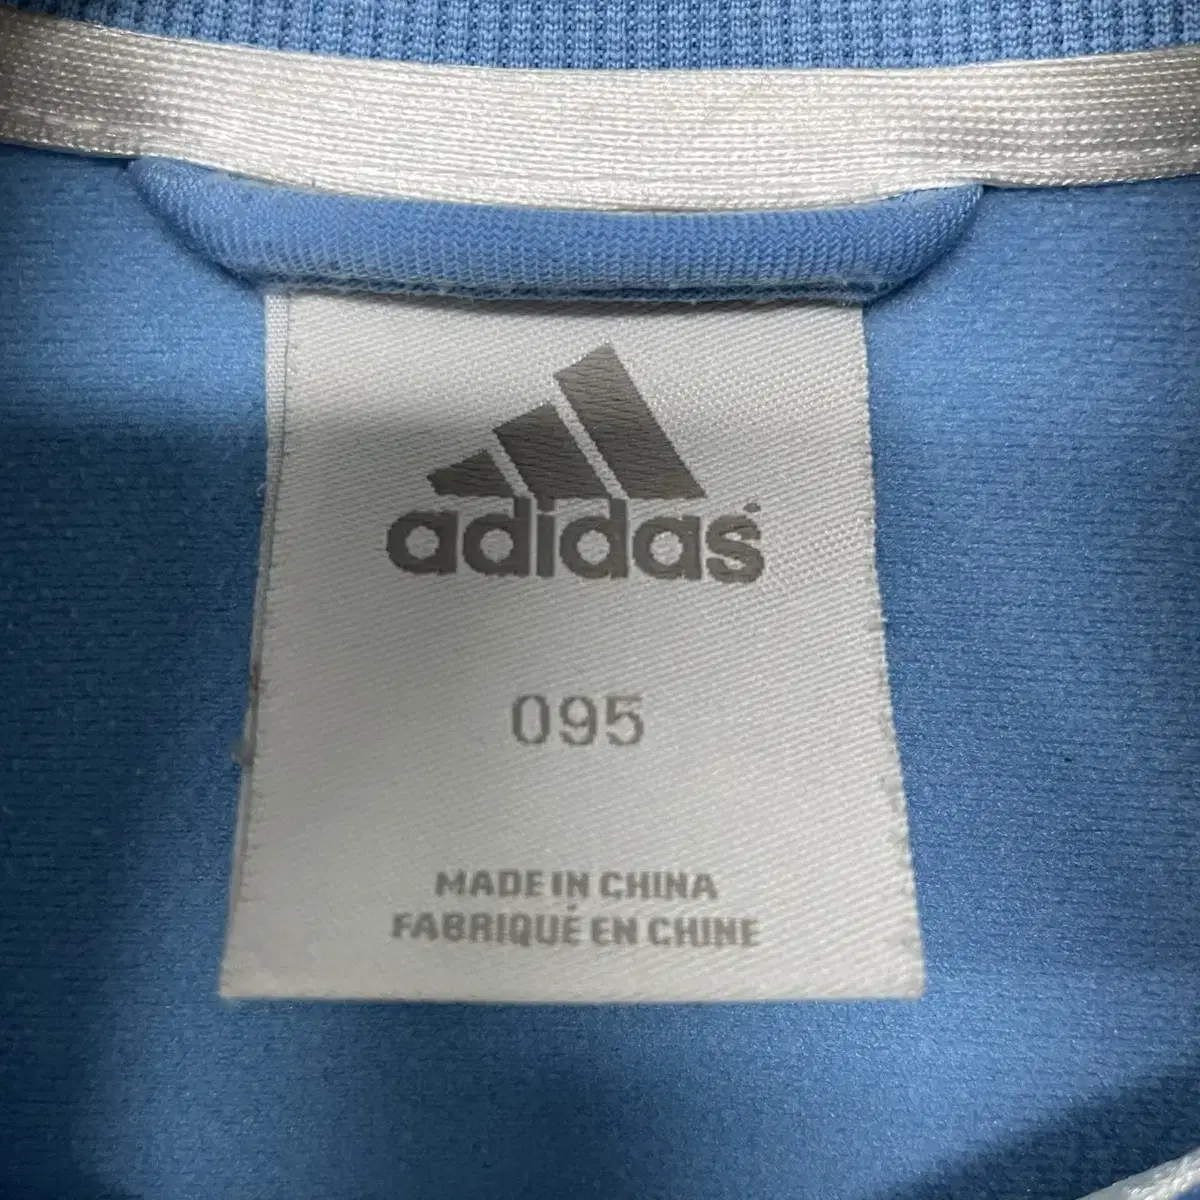 adidas
095
MADE IN CHINA
FABRIQUÉ EN CHINE